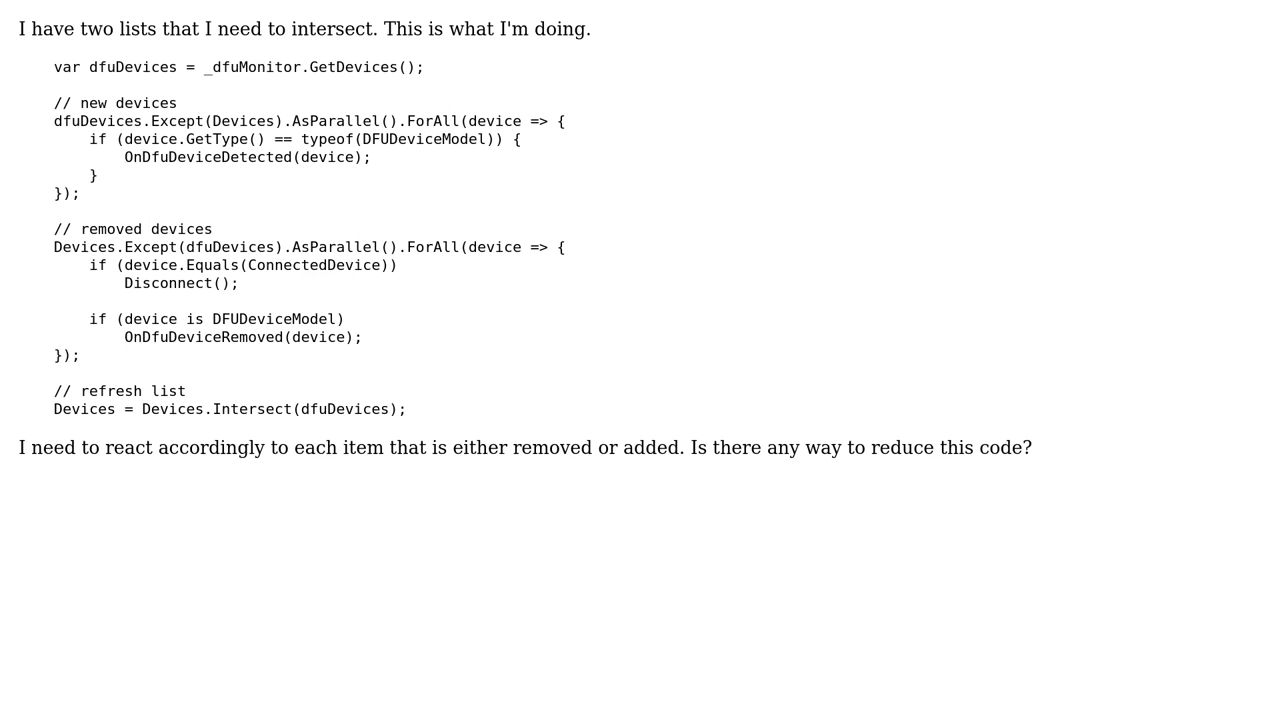 I have two lists that I need to intersect. This is what I'm doing.
var dfuDevices = _dfuMonitor.GetDevices();
// new devices
dfuDevices.Except(Devices).AsParallel().ForAll(device => {
    if (device.GetType() == typeof(DFUDeviceModel)) {
        OnDfuDeviceDetected(device);
    }
});
// removed devices
Devices.Except(dfuDevices).AsParallel().ForAll(device => {
    if (device.Equals(ConnectedDevice))
        Disconnect();
    if (device is DFUDeviceModel)
        OnDfuDeviceRemoved(device);
});
// refresh list
Devices = Devices.Intersect(dfuDevices);
I need to react accordingly to each item that is either removed or added. Is there any way to reduce this code?